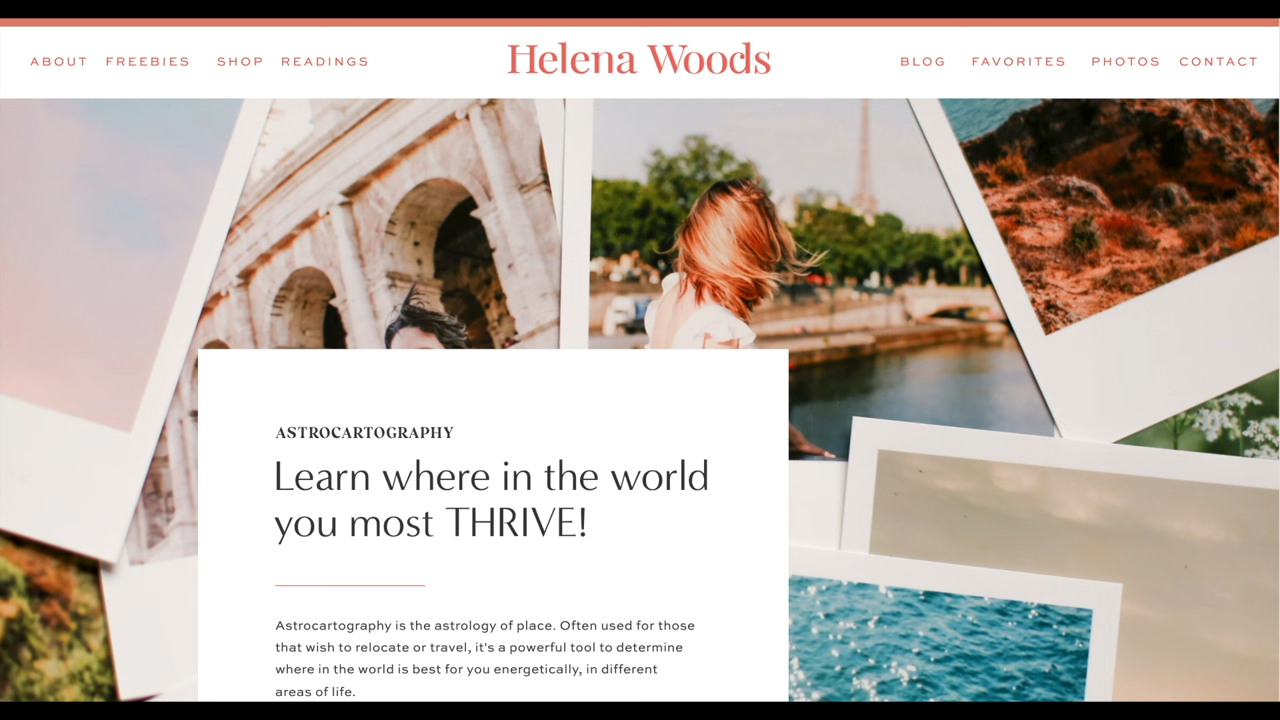 ABOUT FREEBIES SHOP READINGS Helena Woods BLOG FAVORITES PHOTOS CONTACT
ASTROCARTOGRAPHY
Learn where in the world
you most THRIVE!
Astrocartography is the astrology of place. Often used for those
that wish to relocate or travel, it's a powerful tool to determine
where in the world is best for you energetically, in different
areas of life.